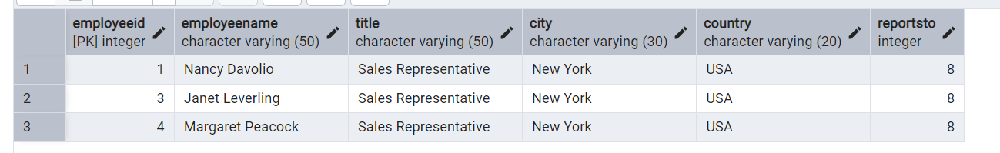 employeeid employeename title city country reportsto
[PK] integer character varying (50) character varying (50) character varying (30) character varying (20) integer
1 1 Nancy Davolio Sales Representative New York USA 8
2 3 Janet Leverling Sales Representative New York USA 8
3 4 Margaret Peacock Sales Representative New York USA 8